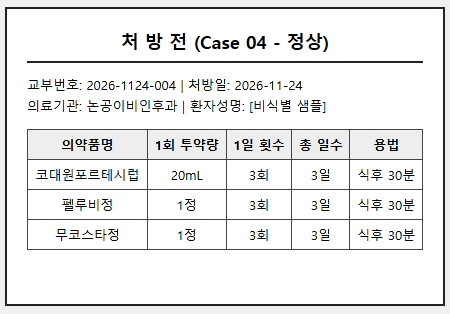 처 방 전 (Case 04 - 정상)
교부번호: 2026-1124-004 | 처방일: 2026-11-24
의료기관: 논공이비인후과 | 환자성명: [비식별 샘플]
의약품명 1회 투약량 1일 횟수 총 일수 용법
코대원포르테시럽 20mL 3회 3일 식후 30분
펠루비정 1정 3회 3일 식후 30분
무코스타정 1정 3회 3일 식후 30분